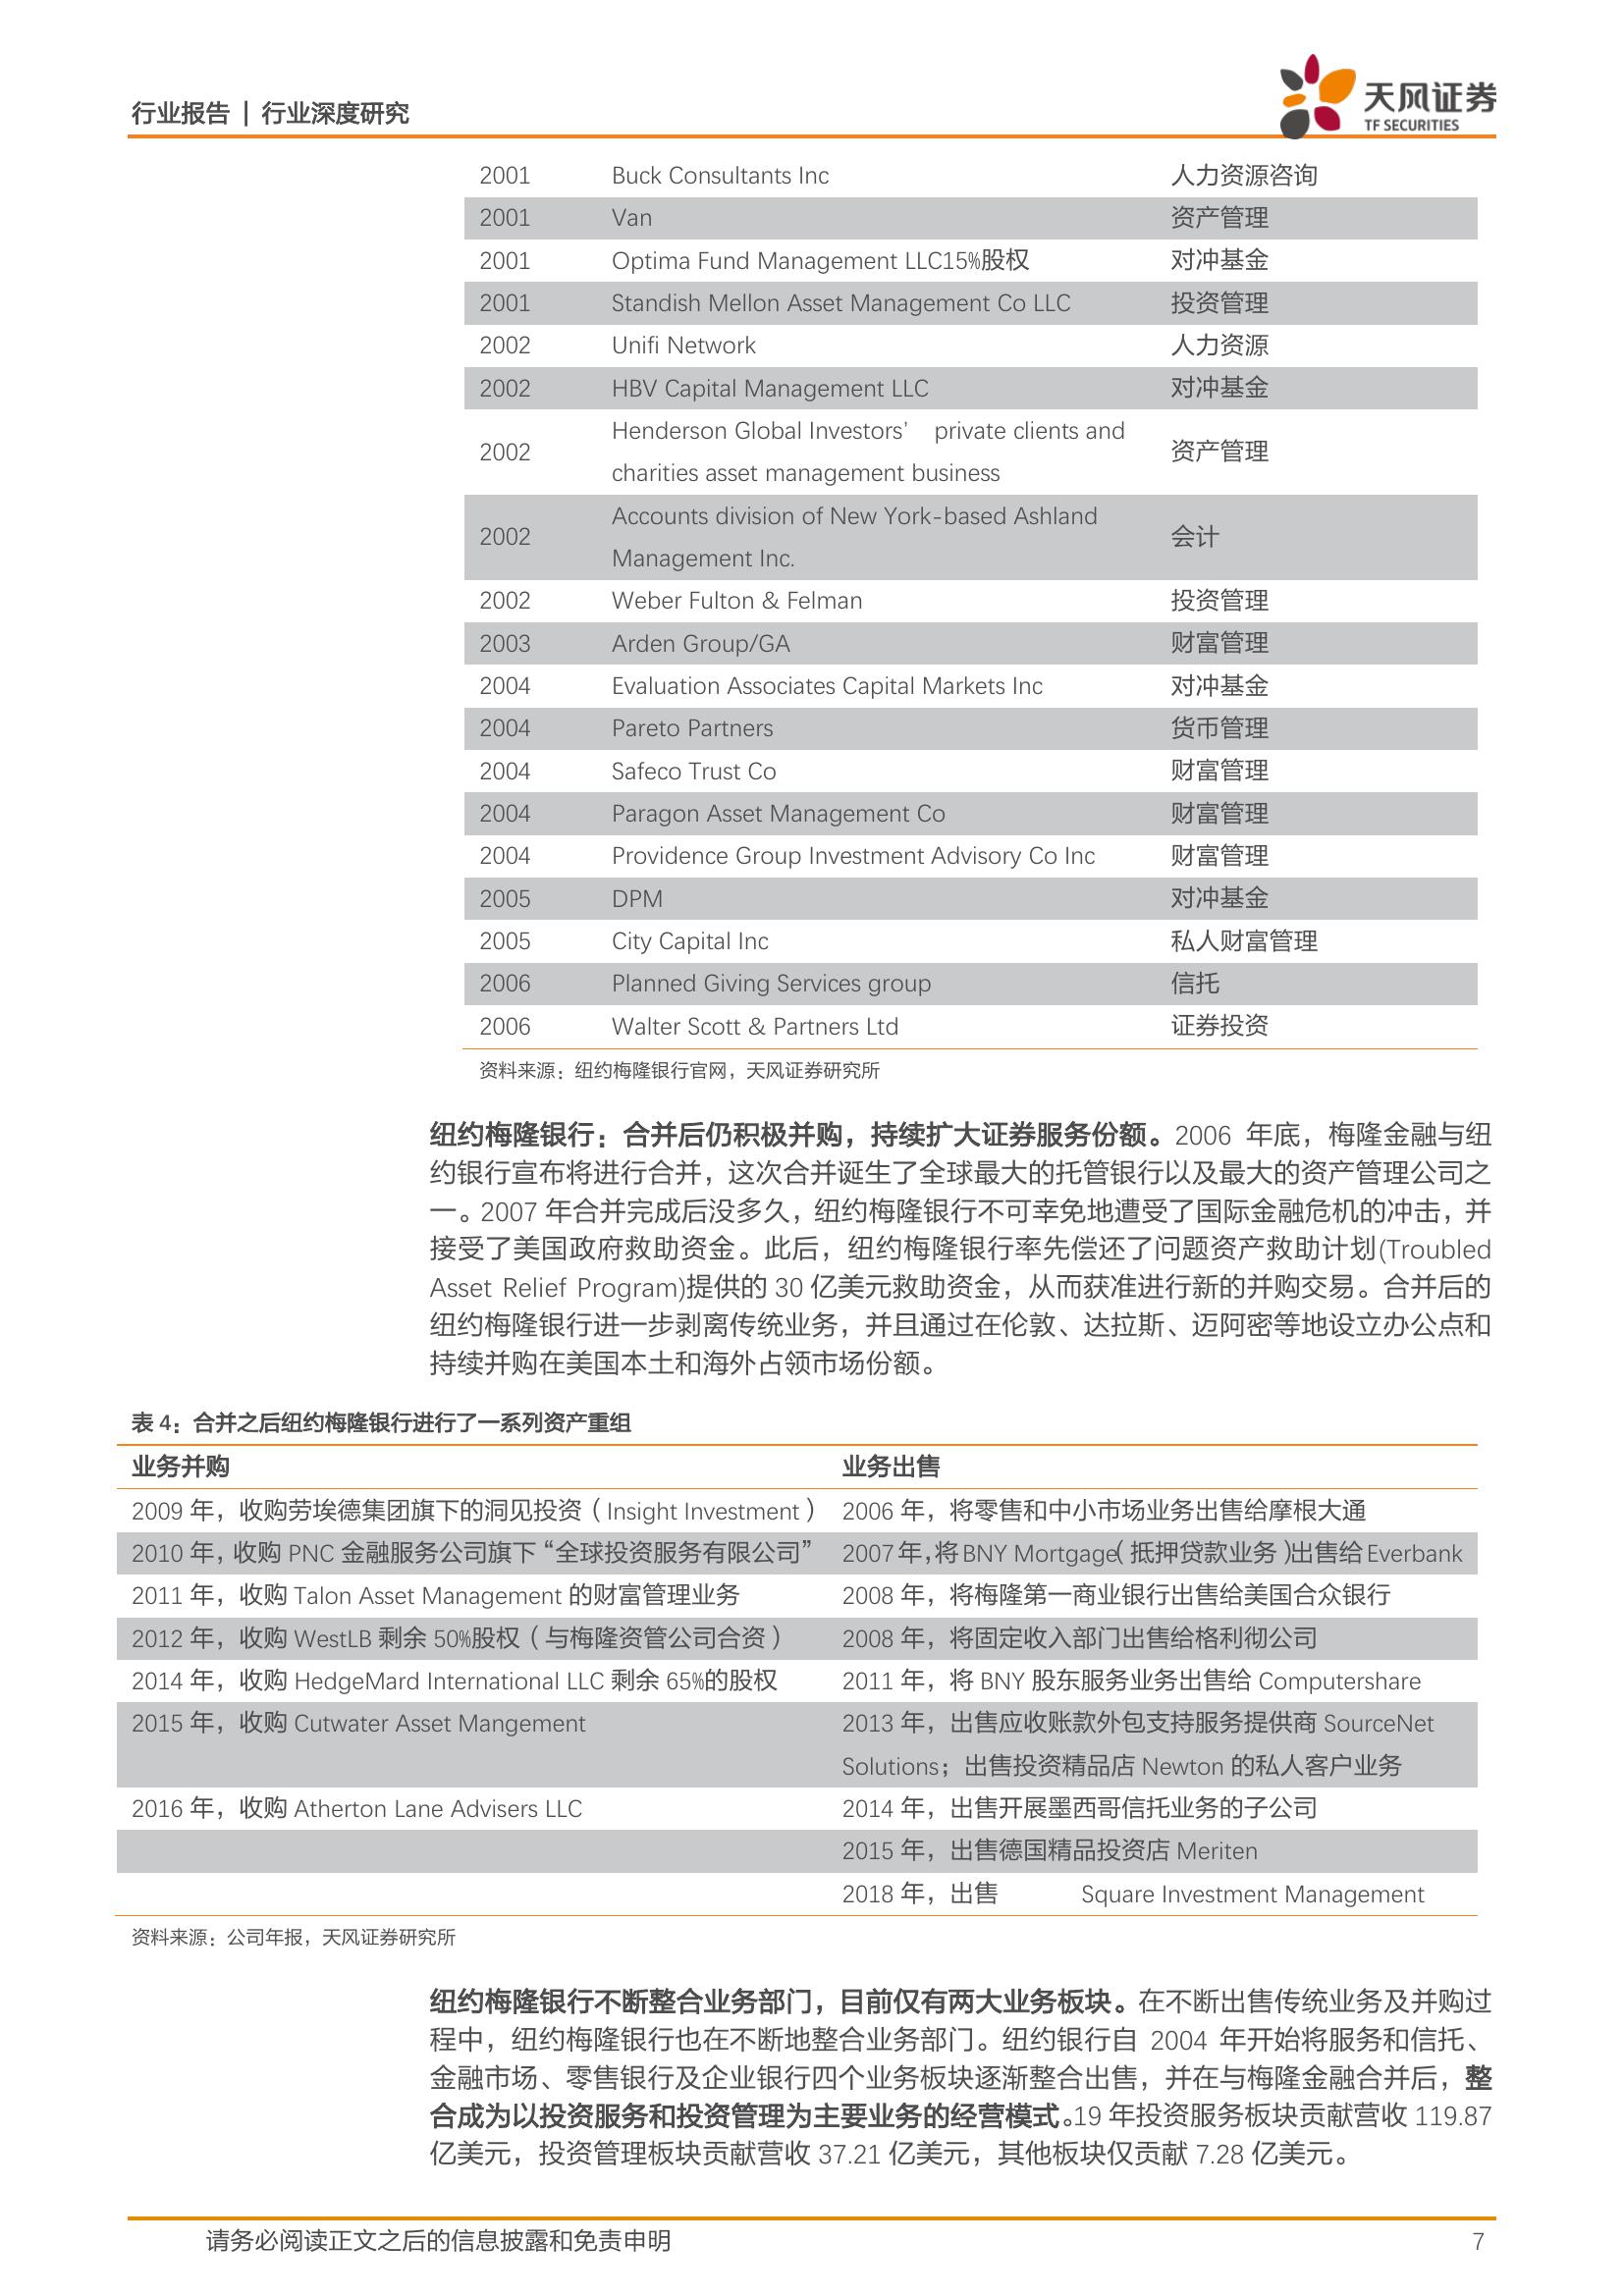 行业报告 | 行业深度研究
天风证券
TF SECURITIES
2001 Buck Consultants Inc 人力资源咨询
2001 Van 资产管理
2001 Optima Fund Management LLC15%股权 对冲基金
2001 Standish Mellon Asset Management Co LLC 投资管理
2002 Unifi Network 人力资源
2002 HBV Capital Management LLC 对冲基金
2002 Henderson Global Investors’ private clients and 资产管理
charities asset management business
2002 Accounts division of New York-based Ashland 会计
Management Inc.
2002 Weber Fulton & Felman 投资管理
2003 Arden Group/GA 财富管理
2004 Evaluation Associates Capital Markets Inc 对冲基金
2004 Pareto Partners 货币管理
2004 Safeco Trust Co 财富管理
2004 Paragon Asset Management Co 财富管理
2004 Providence Group Investment Advisory Co Inc 财富管理
2005 DPM 对冲基金
2005 City Capital Inc 私人财富管理
2006 Planned Giving Services group 信托
2006 Walter Scott & Partners Ltd 证券投资
资料来源：纽约梅隆银行官网，天风证券研究所
纽约梅隆银行：合并后仍积极并购，持续扩大证券服务份额。2006 年底，梅隆金融与纽
约银行宣布将进行合并，这次合并诞生了全球最大的托管银行以及最大的资产管理公司之
一。2007 年合并完成后没多久，纽约梅隆银行不可幸免地遭受了国际金融危机的冲击，并
接受了美国政府救助资金。此后，纽约梅隆银行率先偿还了问题资产救助计划(Troubled
Asset Relief Program)提供的 30 亿美元救助资金，从而获准进行新的并购交易。合并后的
纽约梅隆银行进一步剥离传统业务，并且通过在伦敦、达拉斯、迈阿密等地设立办公点和
持续并购在美国本土和海外占领市场份额。
表 4：合并之后纽约梅隆银行进行了一系列资产重组
业务并购 业务出售
2009 年，收购劳埃德集团旗下的洞见投资（Insight Investment） 2006 年，将零售和中小市场业务出售给摩根大通
2010 年，收购 PNC 金融服务公司旗下“全球投资服务有限公司” 2007 年，将 BNY Mortgage（抵押贷款业务）出售给 Everbank
2011 年，收购 Talon Asset Management 的财富管理业务 2008 年，将梅隆第一商业银行出售给美国合众银行
2012 年，收购 WestLB 剩余 50%股权（与梅隆资管公司合资） 2008 年，将固定收入部门出售给格利彻公司
2014 年，收购 HedgeMard International LLC 剩余 65%的股权 2011 年，将 BNY 股东服务业务出售给 Computershare
2015 年，收购 Cutwater Asset Mangement 2013 年，出售应收账款外包支持服务提供商 SourceNet
Solutions；出售投资精品店 Newton 的私人客户业务
2016 年，收购 Atherton Lane Advisers LLC 2014 年，出售开展墨西哥信托业务的子公司
2015 年，出售德国精品投资店 Meriten
2018 年，出售 Square Investment Management
资料来源：公司年报，天风证券研究所
纽约梅隆银行不断整合业务部门，目前仅有两大业务板块。在不断出售传统业务及并购过
程中，纽约梅隆银行也在不断地整合业务部门。纽约银行自 2004 年开始将服务和信托、
金融市场、零售银行及企业银行四个业务板块逐渐整合出售，并在与梅隆金融合并后，整
合成为以投资服务和投资管理为主要业务的经营模式。19 年投资服务板块贡献营收 119.87
亿美元，投资管理板块贡献营收 37.21 亿美元，其他板块仅贡献 7.28 亿美元。
请务必阅读正文之后的信息披露和免责申明 7